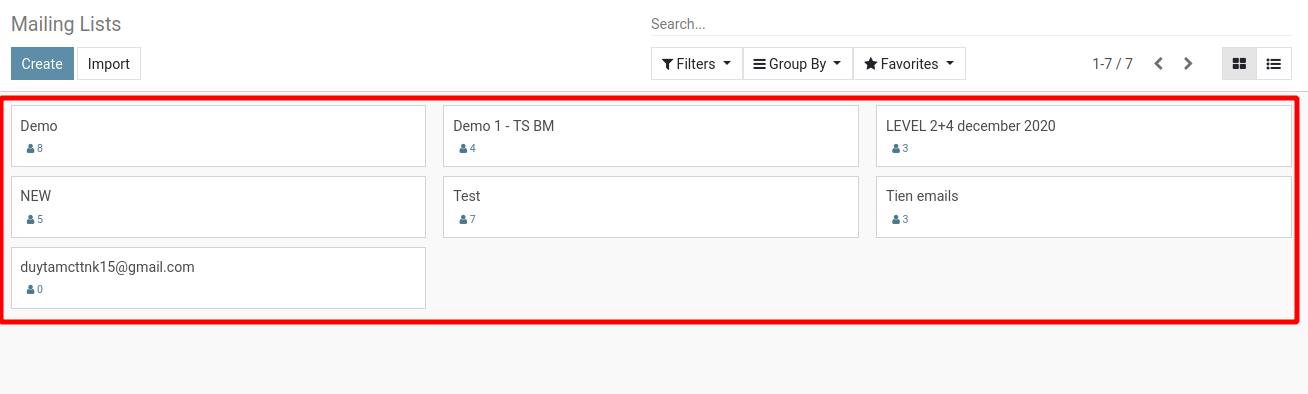 Mailing Lists
Search...
Create Import
Filters Group By Favorites 1-7 / 7
Demo
8
Demo 1 - TS BM
4
LEVEL 2+4 december 2020
3
NEW
5
Test
7
Tien emails
3
duytamcttnk15@gmail.com
0